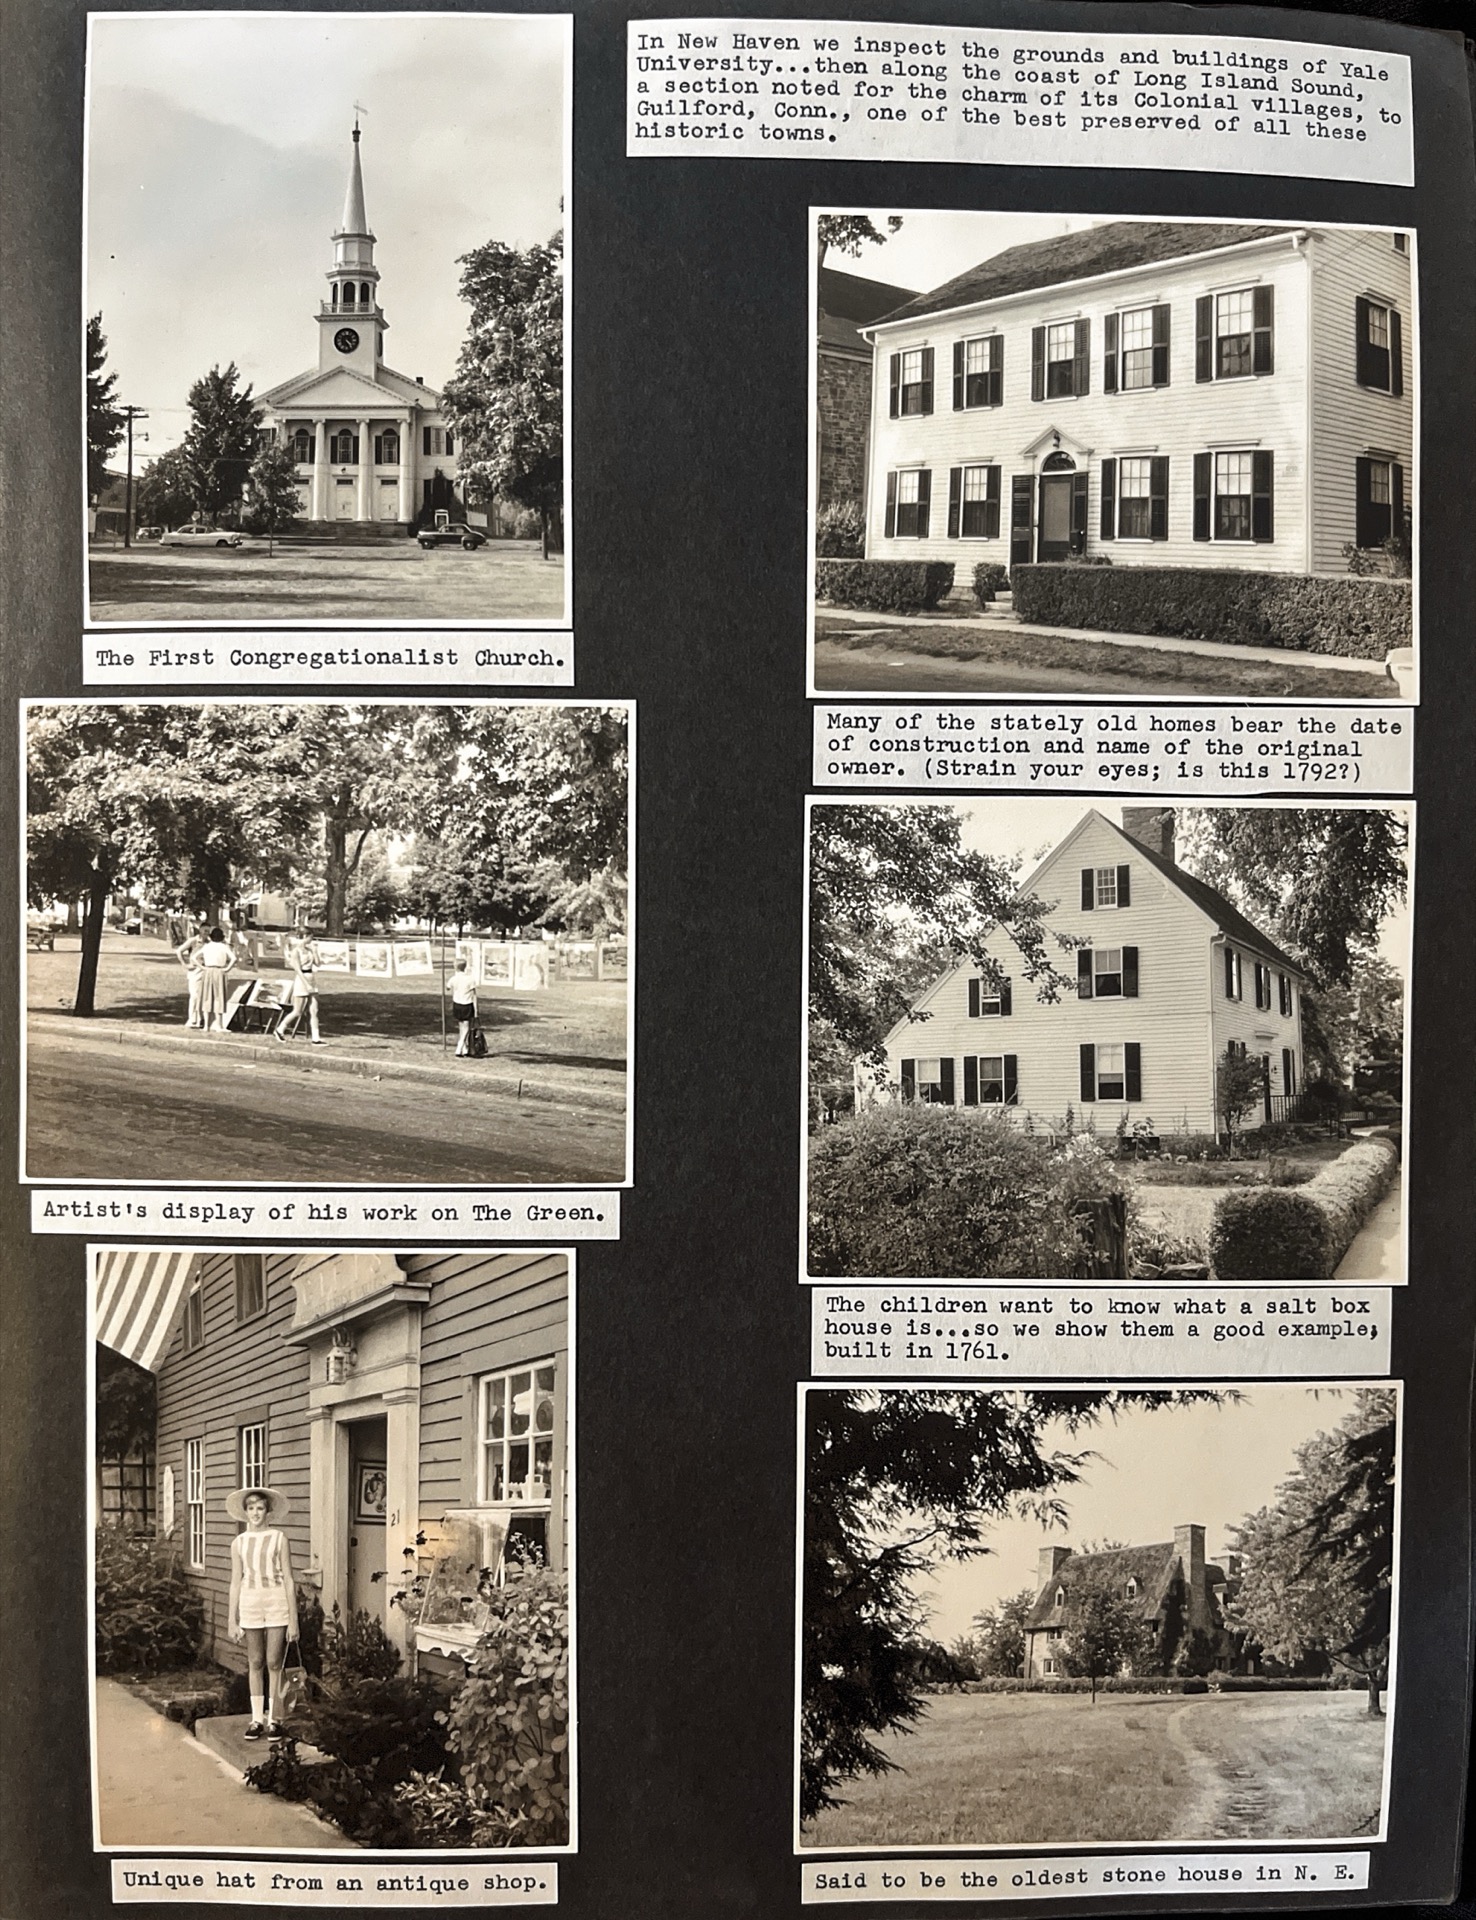 In New Haven we inspect the grounds and buildings of Yale
University...then along the coast of Long Island Sound,
a section noted for the charm of its Colonial villages, to
Guilford, Conn., one of the best preserved of all these
historic towns.
The First Congregationalist Church.
Many of the stately old homes bear the date
of construction and name of the original
owner. (Strain your eyes; is this 1792?)
Artist's display of his work on The Green.
The children want to know what a salt box
house is...so we show them a good example;
built in 1761.
21
Unique hat from an antique shop.
Said to be the oldest stone house in N. E.